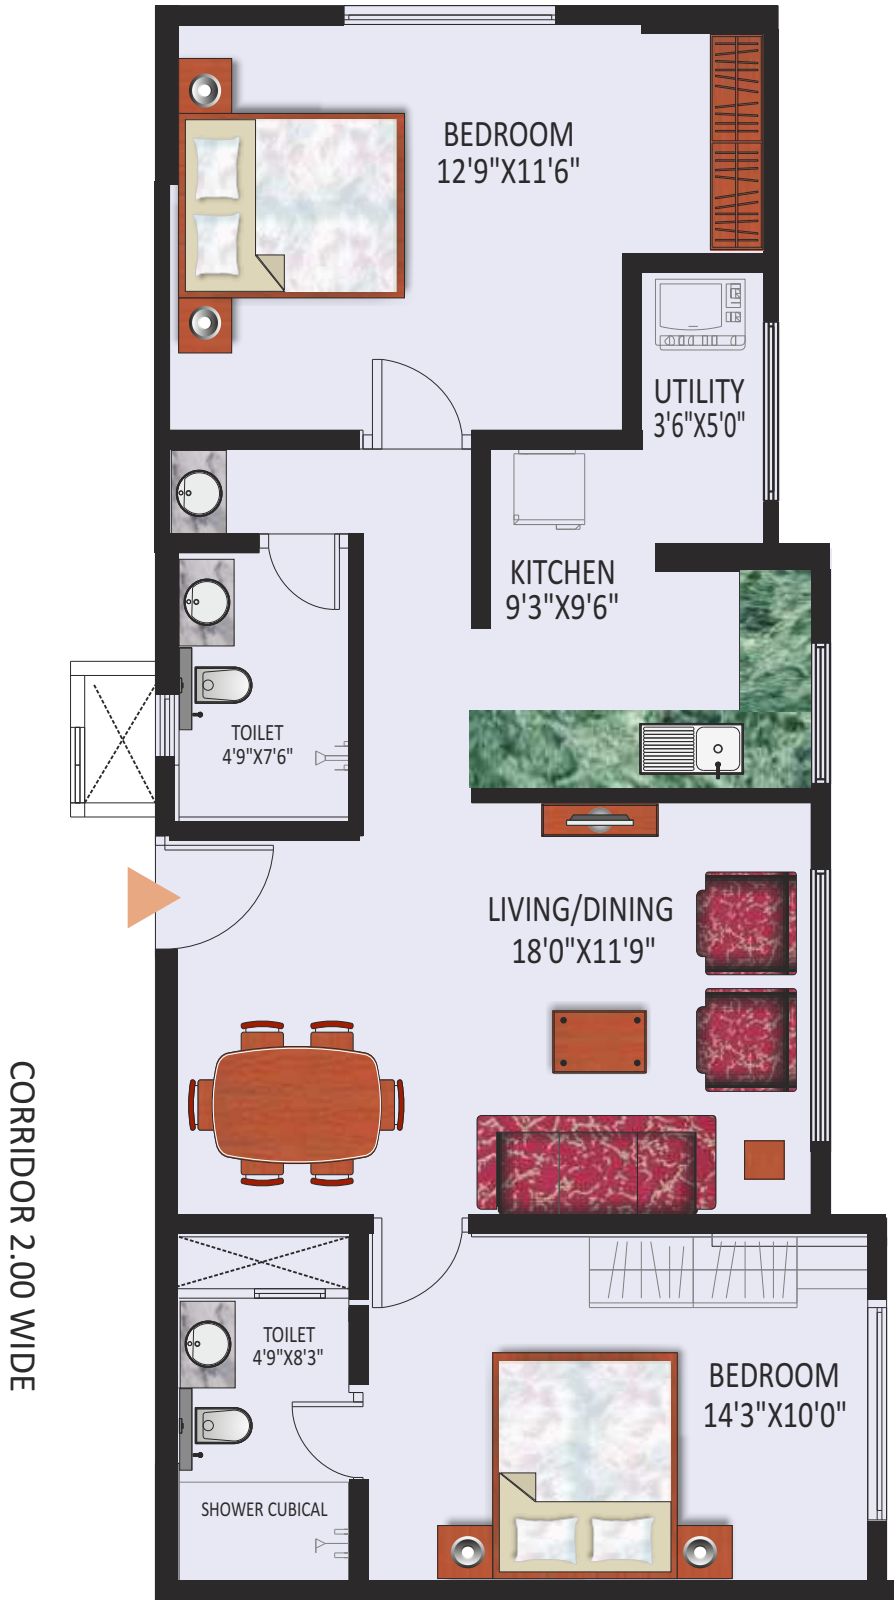 BEDROOM
12'9"X11'6"
UTILITY
3'6"X5'0"
KITCHEN
9'3"X9'6"
TOILET
4'9"X7'6"
LIVING/DINING
18'0"X11'9"
CORRIDOR 2.00 WIDE
TOILET
4'9"X8'3"
BEDROOM
14'3"X10'0"
SHOWER CUBICAL